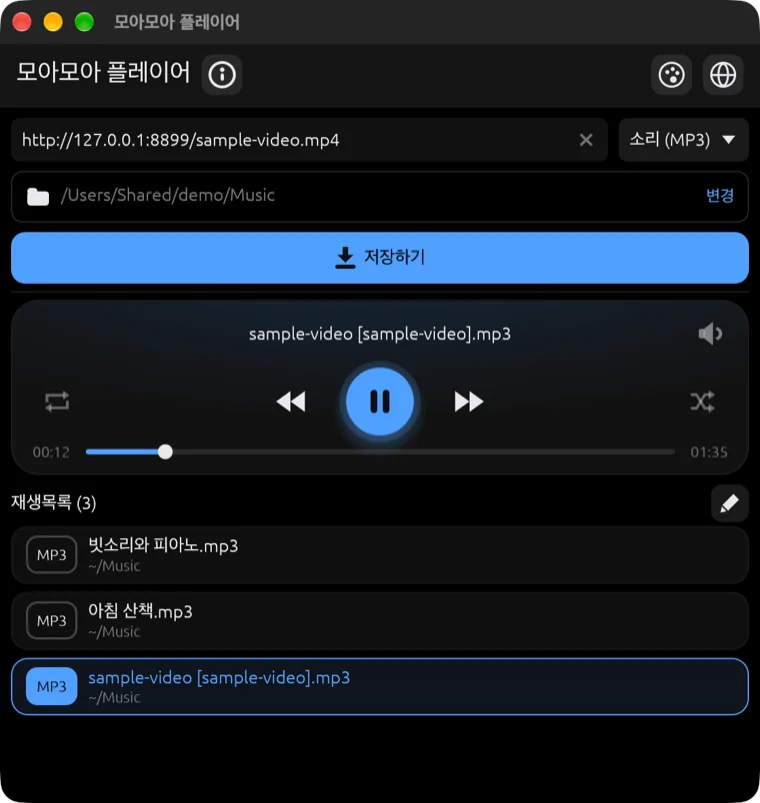 모아모아 플레이어
모아모아 플레이어
http://127.0.0.1:8899/sample-video.mp4
소리 (MP3)
/Users/Shared/demo/Music
변경
저장하기
sample-video [sample-video].mp3
00:12
01:35
재생목록 (3)
MP3
빗소리와 피아노.mp3
~/Music
MP3
아침 산책.mp3
~/Music
MP3
sample-video [sample-video].mp3
~/Music